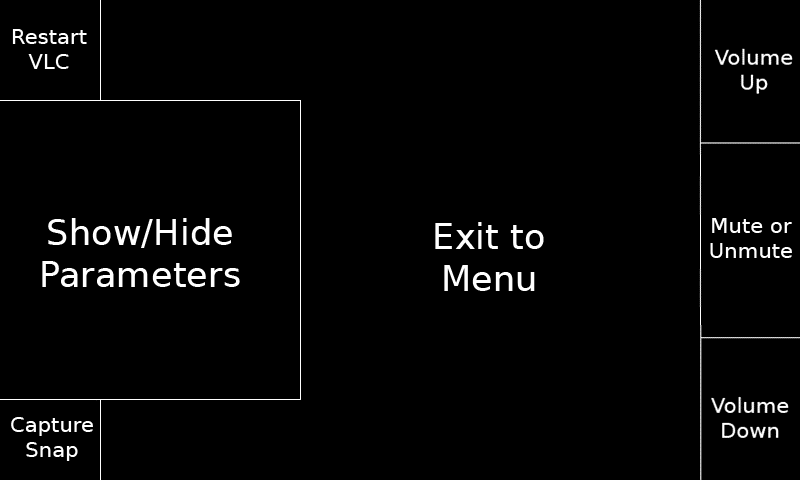 Restart
VLC
Show/Hide
Parameters
Capture
Snap
Exit to
Menu
Volume
Up
Mute or
Unmute
Volume
Down